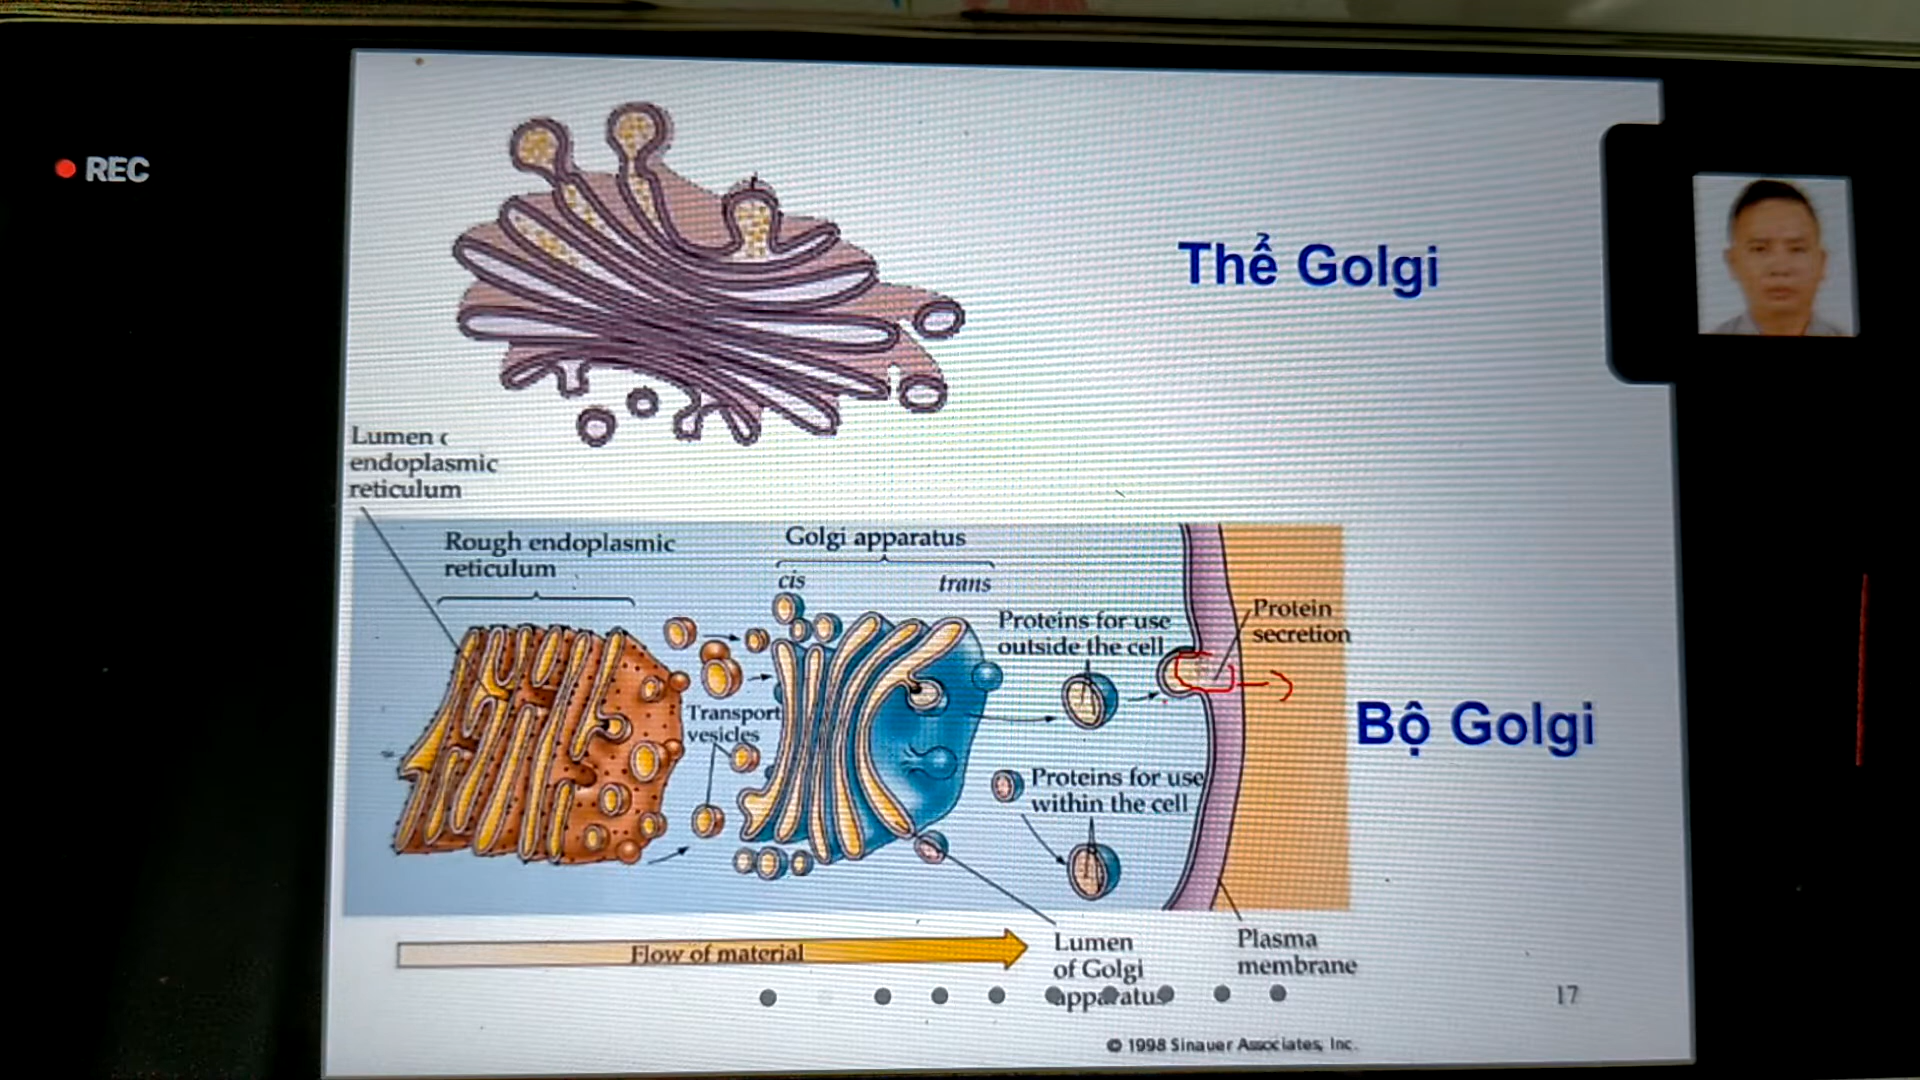 REC
Thể Golgi
Lumen
endoplasmic
reticulum
Rough endoplasmic
reticulum
Golgi apparatus
cis
trans
Proteins for use
outside the cell
Protein
secretion
Transport
vesicles
Bộ Golgi
Proteins for use
within the cell
Flow of material
Lumen
of Golgi
apparatus
Plasma
membrane
17
© 1998 Sinauer Associates, Inc.